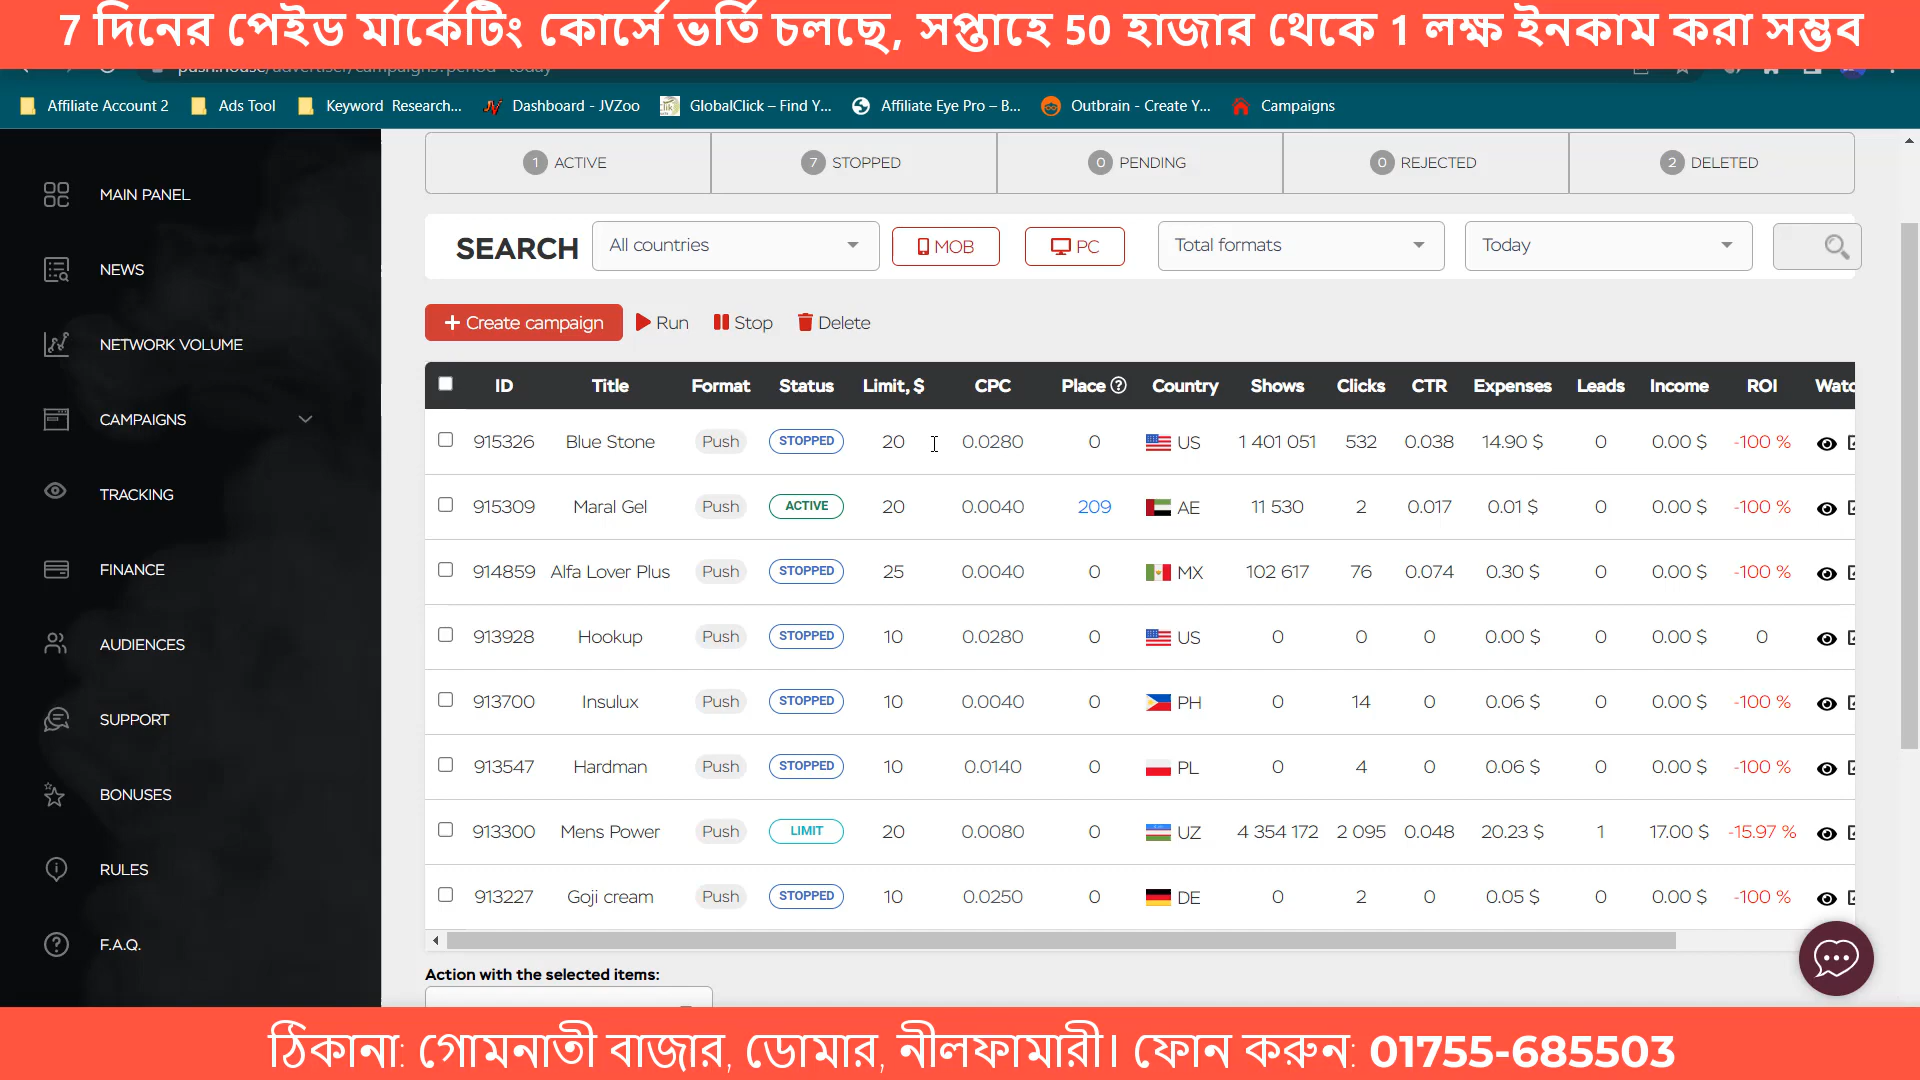 7 দিনের পেইড মার্কেটিং কোর্সে ভর্তি চলছে, সপ্তাহে 50 হাজার থেকে 1 লক্ষ ইনকাম করা সম্ভব
Affiliate Account 2 Ads Tool Keyword Research... Dashboard - JVZoo GlobalClick – Find Y... Affiliate Eye Pro – B... Outbrain - Create Y... Campaigns
MAIN PANEL
NEWS
NETWORK VOLUME
CAMPAIGNS
TRACKING
FINANCE
AUDIENCES
SUPPORT
BONUSES
RULES
F.A.Q.
1 ACTIVE 7 STOPPED 0 PENDING 0 REJECTED 2 DELETED
SEARCH All countries MOB PC Total formats Today
+ Create campaign Run Stop Delete
ID Title Format Status Limit, $ CPC Place ? Country Shows Clicks CTR Expenses Leads Income ROI Watc
915326 Blue Stone Push STOPPED 20 0.0280 0 US 1 401 051 532 0.038 14.90 $ 0 0.00 $ -100 %
915309 Maral Gel Push ACTIVE 20 0.0040 209 AE 11 530 2 0.017 0.01 $ 0 0.00 $ -100 %
914859 Alfa Lover Plus Push STOPPED 25 0.0040 0 MX 102 617 76 0.074 0.30 $ 0 0.00 $ -100 %
913928 Hookup Push STOPPED 10 0.0280 0 US 0 0 0 0.00 $ 0 0.00 $ 0
913700 Insulux Push STOPPED 10 0.0040 0 PH 0 14 0 0.06 $ 0 0.00 $ -100 %
913547 Hardman Push STOPPED 10 0.0140 0 PL 0 4 0 0.06 $ 0 0.00 $ -100 %
913300 Mens Power Push LIMIT 20 0.0080 0 UZ 4 354 172 2 095 0.048 20.23 $ 1 17.00 $ -15.97 %
913227 Goji cream Push STOPPED 10 0.0250 0 DE 0 2 0 0.05 $ 0 0.00 $ -100 %
Action with the selected items:
ঠিকানা: গোমনাতী বাজার, ডোমার, নীলফামারী। ফোন করুন: 01755-685503